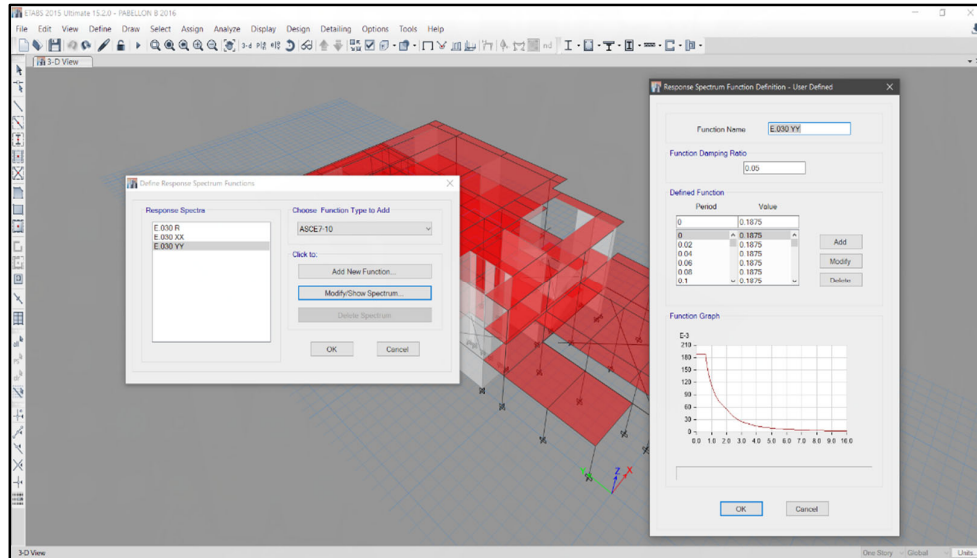 ETABS 2015 Ultimate 15.2.0 - PABELLON B 2016
File Edit View Define Draw Select Assign Analyze Display Design Detailing Options Tools Help
3-D View
Response Spectrum Function Definition - User Defined
Function Name E.030 YY
Function Damping Ratio
0.05
Defined Function
Period Value
0 0.1875
0 0.1875
0.02 0.1875
0.04 0.1875
0.06 0.1875
0.08 0.1875
0.1 0.1875
Add
Modify
Delete
Function Graph
E-3
210
180
150
120
90
60
30
0
0.0 1.0 2.0 3.0 4.0 5.0 6.0 7.0 8.0 9.0 10.0
OK Cancel
Define Response Spectrum Functions
Response Spectra
E.030 R
E.030 XX
E.030 YY
Choose Function Type to Add
ASCE7-10
Click to:
Add New Function...
Modify/Show Spectrum...
Delete Spectrum
OK Cancel
Z X
3-D View One Story Global Units...